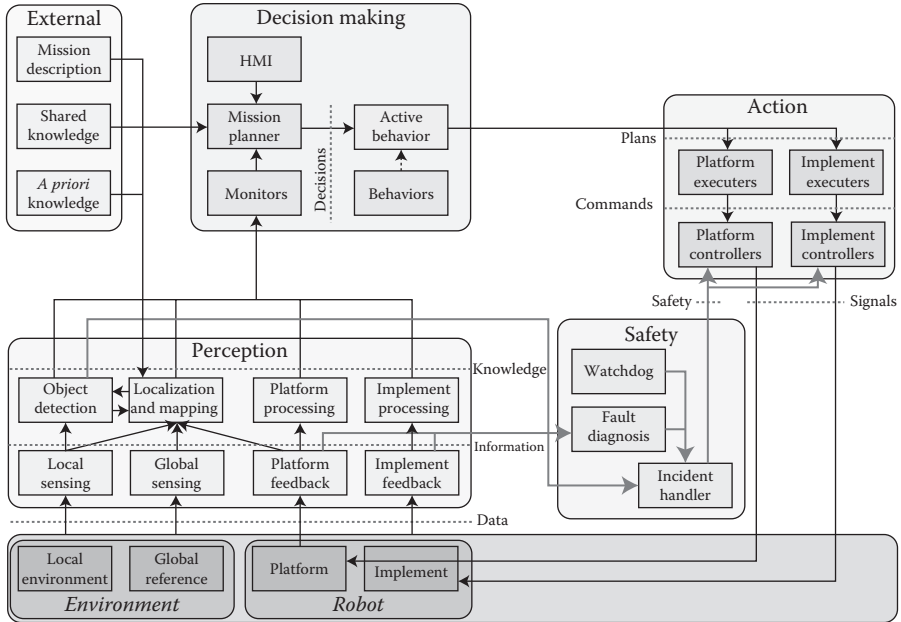 External
Mission
description
Shared
knowledge
A priori
knowledge
Decision making
HMI
Mission
planner
Monitors
Decisions
Active
behavior
Behaviors
Action
Plans
Platform
executers
Implement
executers
Commands
Platform
controllers
Implement
controllers
Safety
Signals
Perception
Knowledge
Object
detection
Localization
and mapping
Platform
processing
Implement
processing
Information
Local
sensing
Global
sensing
Platform
feedback
Implement
feedback
Safety
Watchdog
Fault
diagnosis
Incident
handler
Data
Local
environment
Global
reference
Environment
Platform
Implement
Robot